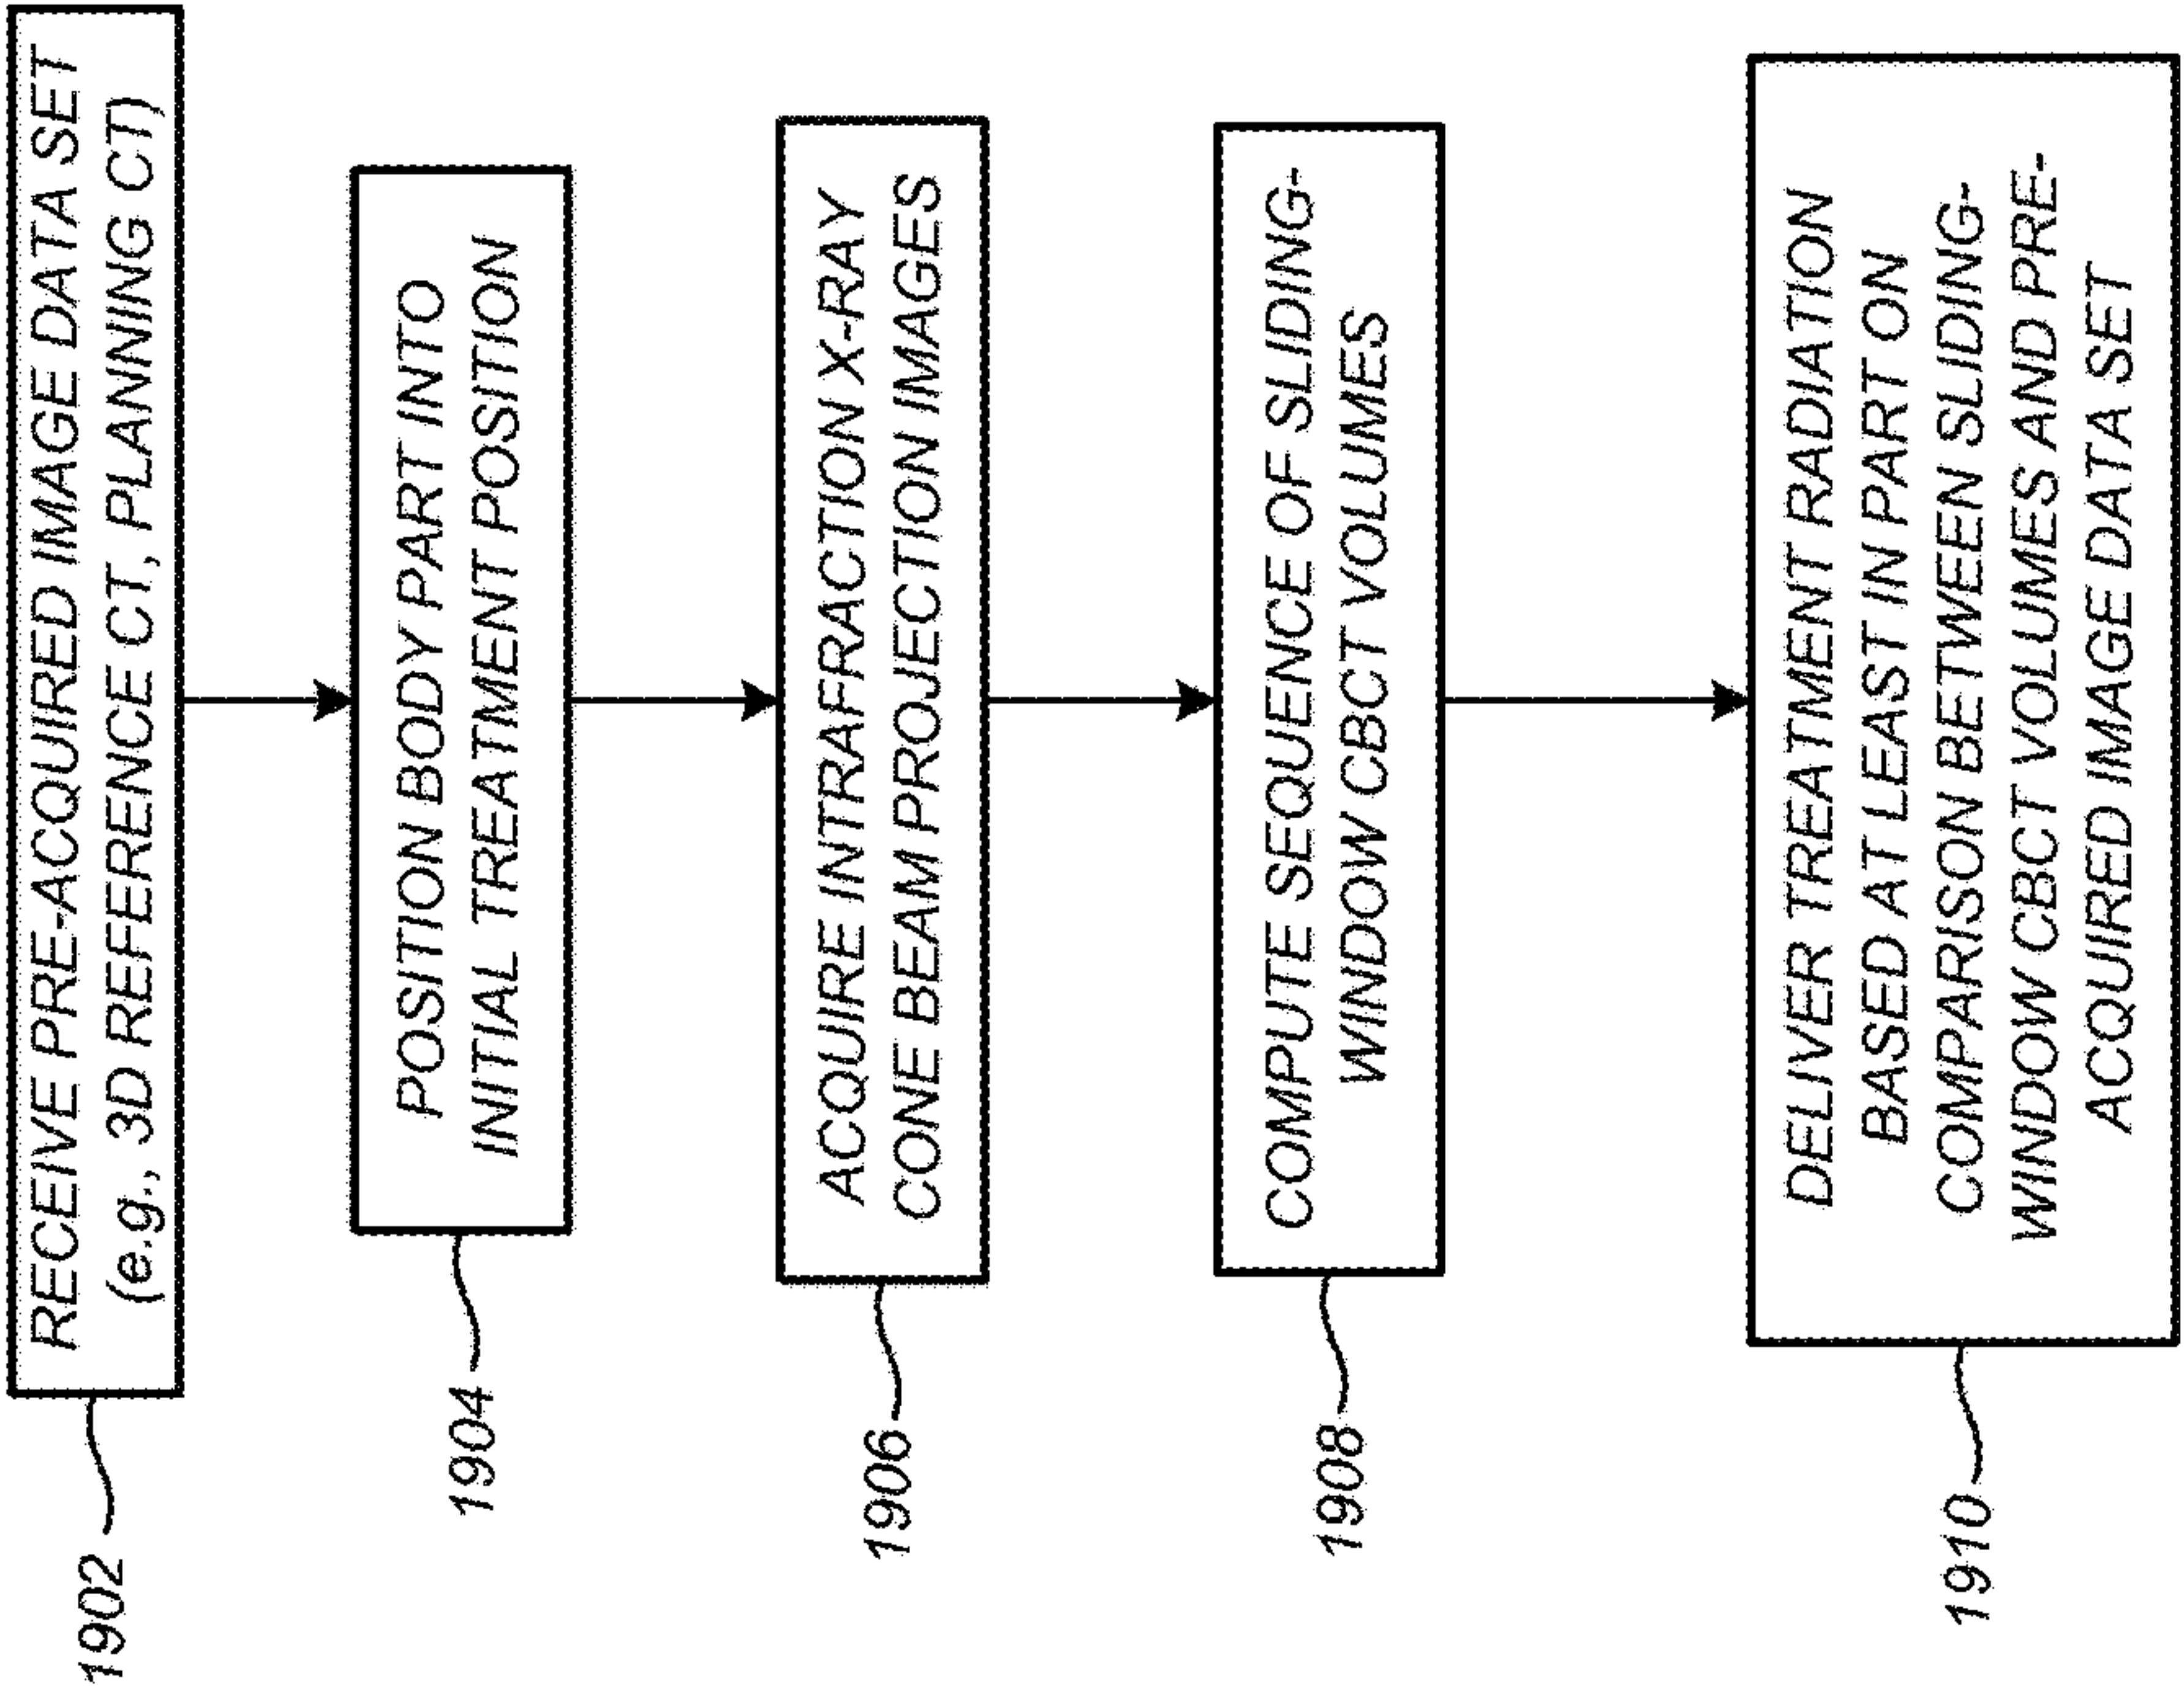 RECEIVE PRE-ACQUIRED IMAGE DATA SET
(e.g., 3D REFERENCE CT, PLANNING CT)
1902
POSITION BODY PART INTO
INITIAL TREATMENT POSITION
1904
ACQUIRE INTRAFRACTION X-RAY
CONE BEAM PROJECTION IMAGES
1906
COMPUTE SEQUENCE OF SLIDING-
WINDOW CBCT VOLUMES
1908
DELIVER TREATMENT RADIATION
BASED AT LEAST IN PART ON
COMPARISON BETWEEN SLIDING-
WINDOW CBCT VOLUMES AND PRE-
ACQUIRED IMAGE DATA SET
1910